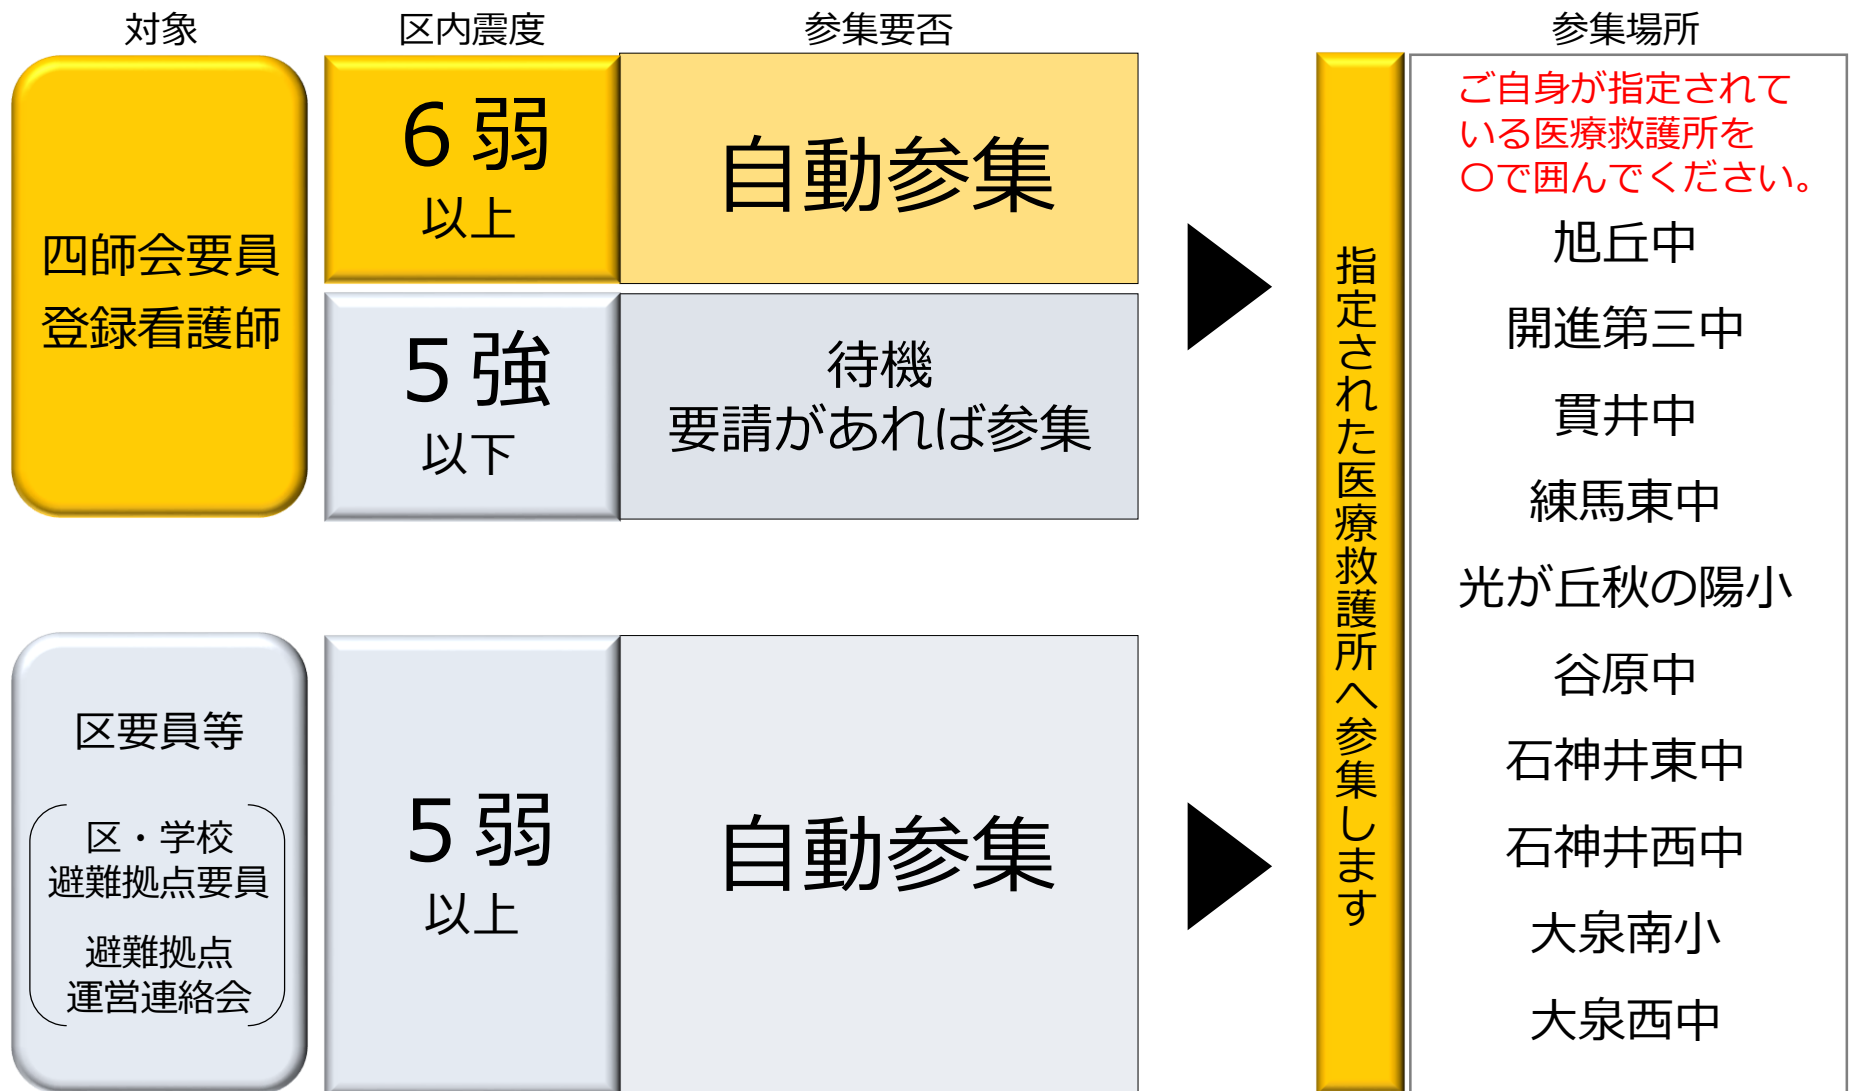 対象
区内震度
参集要否
参集場所
四師会要員
登録看護師
６弱
以上
自動参集
５強
以下
待機
要請があれば参集
区要員等
区・学校
避難拠点要員
避難拠点
運営連絡会
５弱
以上
自動参集
指定された医療救護所へ参集します
ご自身が指定されて
いる医療救護所を
〇で囲んでください。
旭丘中
開進第三中
貫井中
練馬東中
光が丘秋の陽小
谷原中
石神井東中
石神井西中
大泉南小
大泉西中